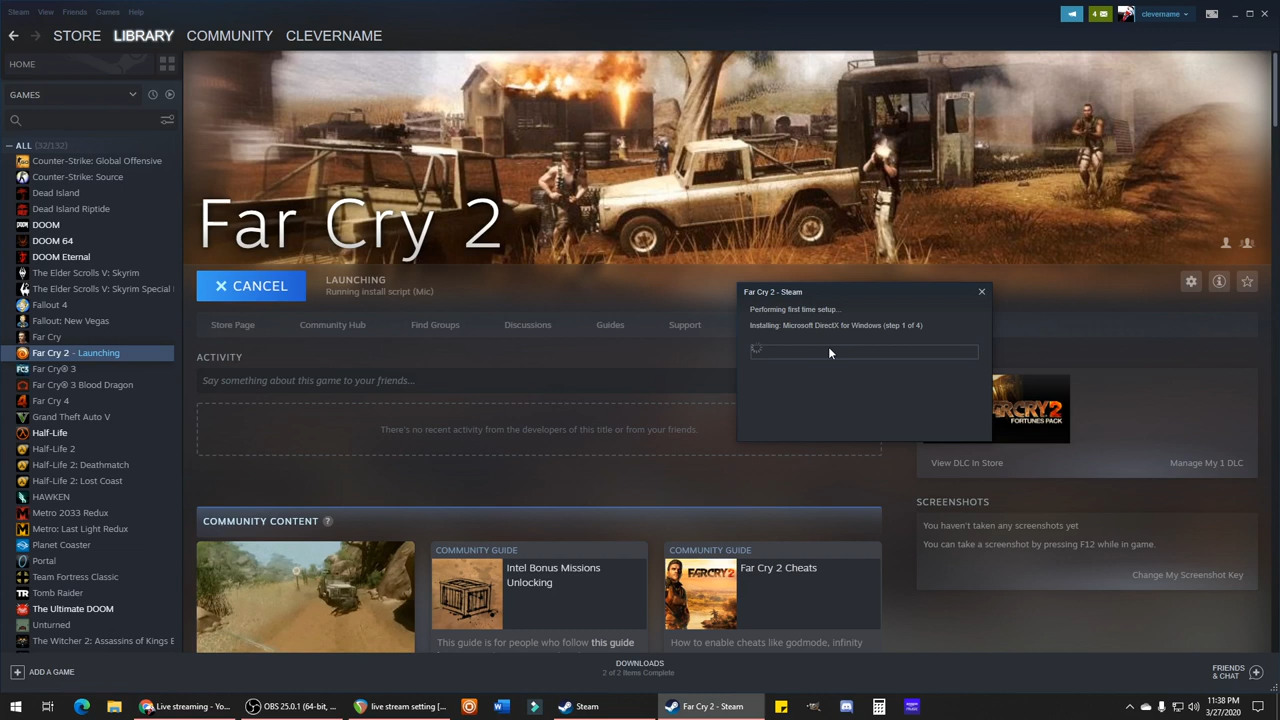 Steam View Friends Games Help
4
clevername
STORE LIBRARY COMMUNITY CLEVERNAME
HOME
GAMES
ALL (32/132)
Counter-Strike: Global Offensive
Counter-Strike: Source
Dead Island
Dead Island Riptide
DOOM
DOOM 64
DOOM Eternal
The Elder Scrolls V: Skyrim
The Elder Scrolls V: Skyrim Special
Fallout 4
Fallout: New Vegas
Far Cry
Far Cry 2 - Launching
Far Cry® 3
Far Cry® 3 Blood Dragon
Far Cry 4
Grand Theft Auto V
Half-Life
Half-Life 2
Half-Life 2: Deathmatch
Half-Life 2: Lost Coast
HAWKEN
Metro 2033 Redux
Metro: Last Light Redux
Planet Coaster
Portal
Team Fortress Classic
Tomb Raider
The Ultimate DOOM
Unturned
The Witcher 2: Assassins of Kings E
ADD A GAME
Far Cry 2
CANCEL
LAUNCHING
Running install script (Mic)
Store Page Community Hub Find Groups Discussions Guides Support
ACTIVITY
Say something about this game to your friends...
There's no recent activity from the developers of this title or from your friends.
Far Cry 2 - Steam
Performing first time setup...
Installing: Microsoft DirectX for Windows (step 1 of 4)
FARCRY2
FORTUNES PACK
View DLC In Store
Manage My 1 DLC
SCREENSHOTS
You haven't taken any screenshots yet
You can take a screenshot by pressing F12 while in game.
Change My Screenshot Key
COMMUNITY CONTENT ?
COMMUNITY GUIDE
Intel Bonus Missions
Unlocking
This guide is for people who follow this guide
COMMUNITY GUIDE
FARCRY2
Far Cry 2 Cheats
How to enable cheats like godmode, infinity
DOWNLOADS
2 of 2 Items Complete
FRIENDS
& CHAT
Live streaming - Yo...
OBS 25.0.1 (64-bit, ...
live stream setting [...
Steam
Far Cry 2 - Steam
11:38 PM
3/27/2020